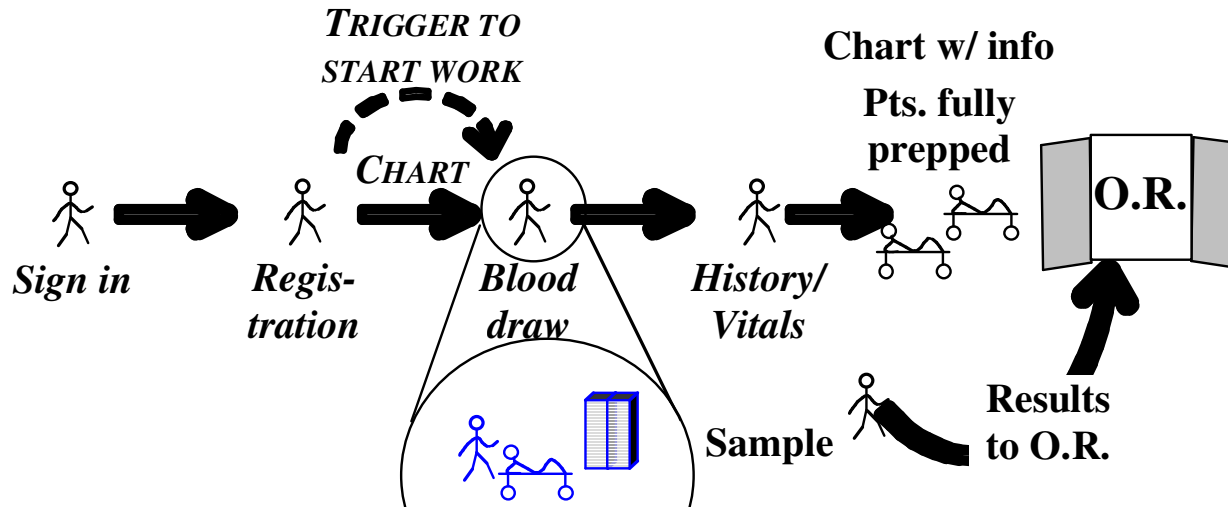 TRIGGER TO
START WORK
CHART
Chart w/ info
Pts. fully
prepped
O.R.
Sign in
Regis-
tration
Blood
draw
History/
Vitals
Sample
Results
to O.R.